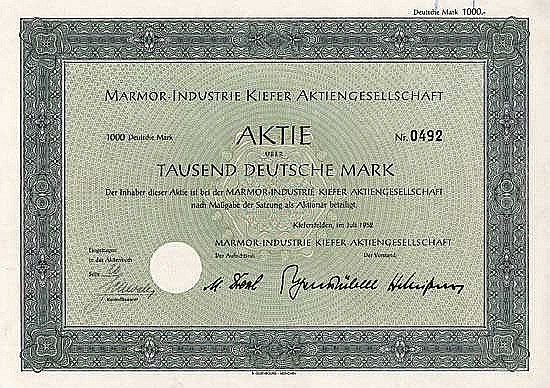 Deutsche Mark 1000.-
MARMOR-INDUSTRIE KIEFER AKTIENGESELLSCHAFT
1000 Deutsche Mark
AKTIE
Nr. 0492
ÜBER
TAUSEND DEUTSCHE MARK
Der Inhaber dieser Aktie ist bei der MARMOR-INDUSTRIE KIEFER AKTIENGESELLSCHAFT
nach Maßgabe der Satzung als Aktionär beteiligt.
Kiefersfelden, im Juli 1952
MARMOR-INDUSTRIE KIEFER AKTIENGESELLSCHAFT
Eingetragen
in das Aktienbuch
Seite
Kontrollbeamter
Der Aufsichtsrat
Der Vorstand